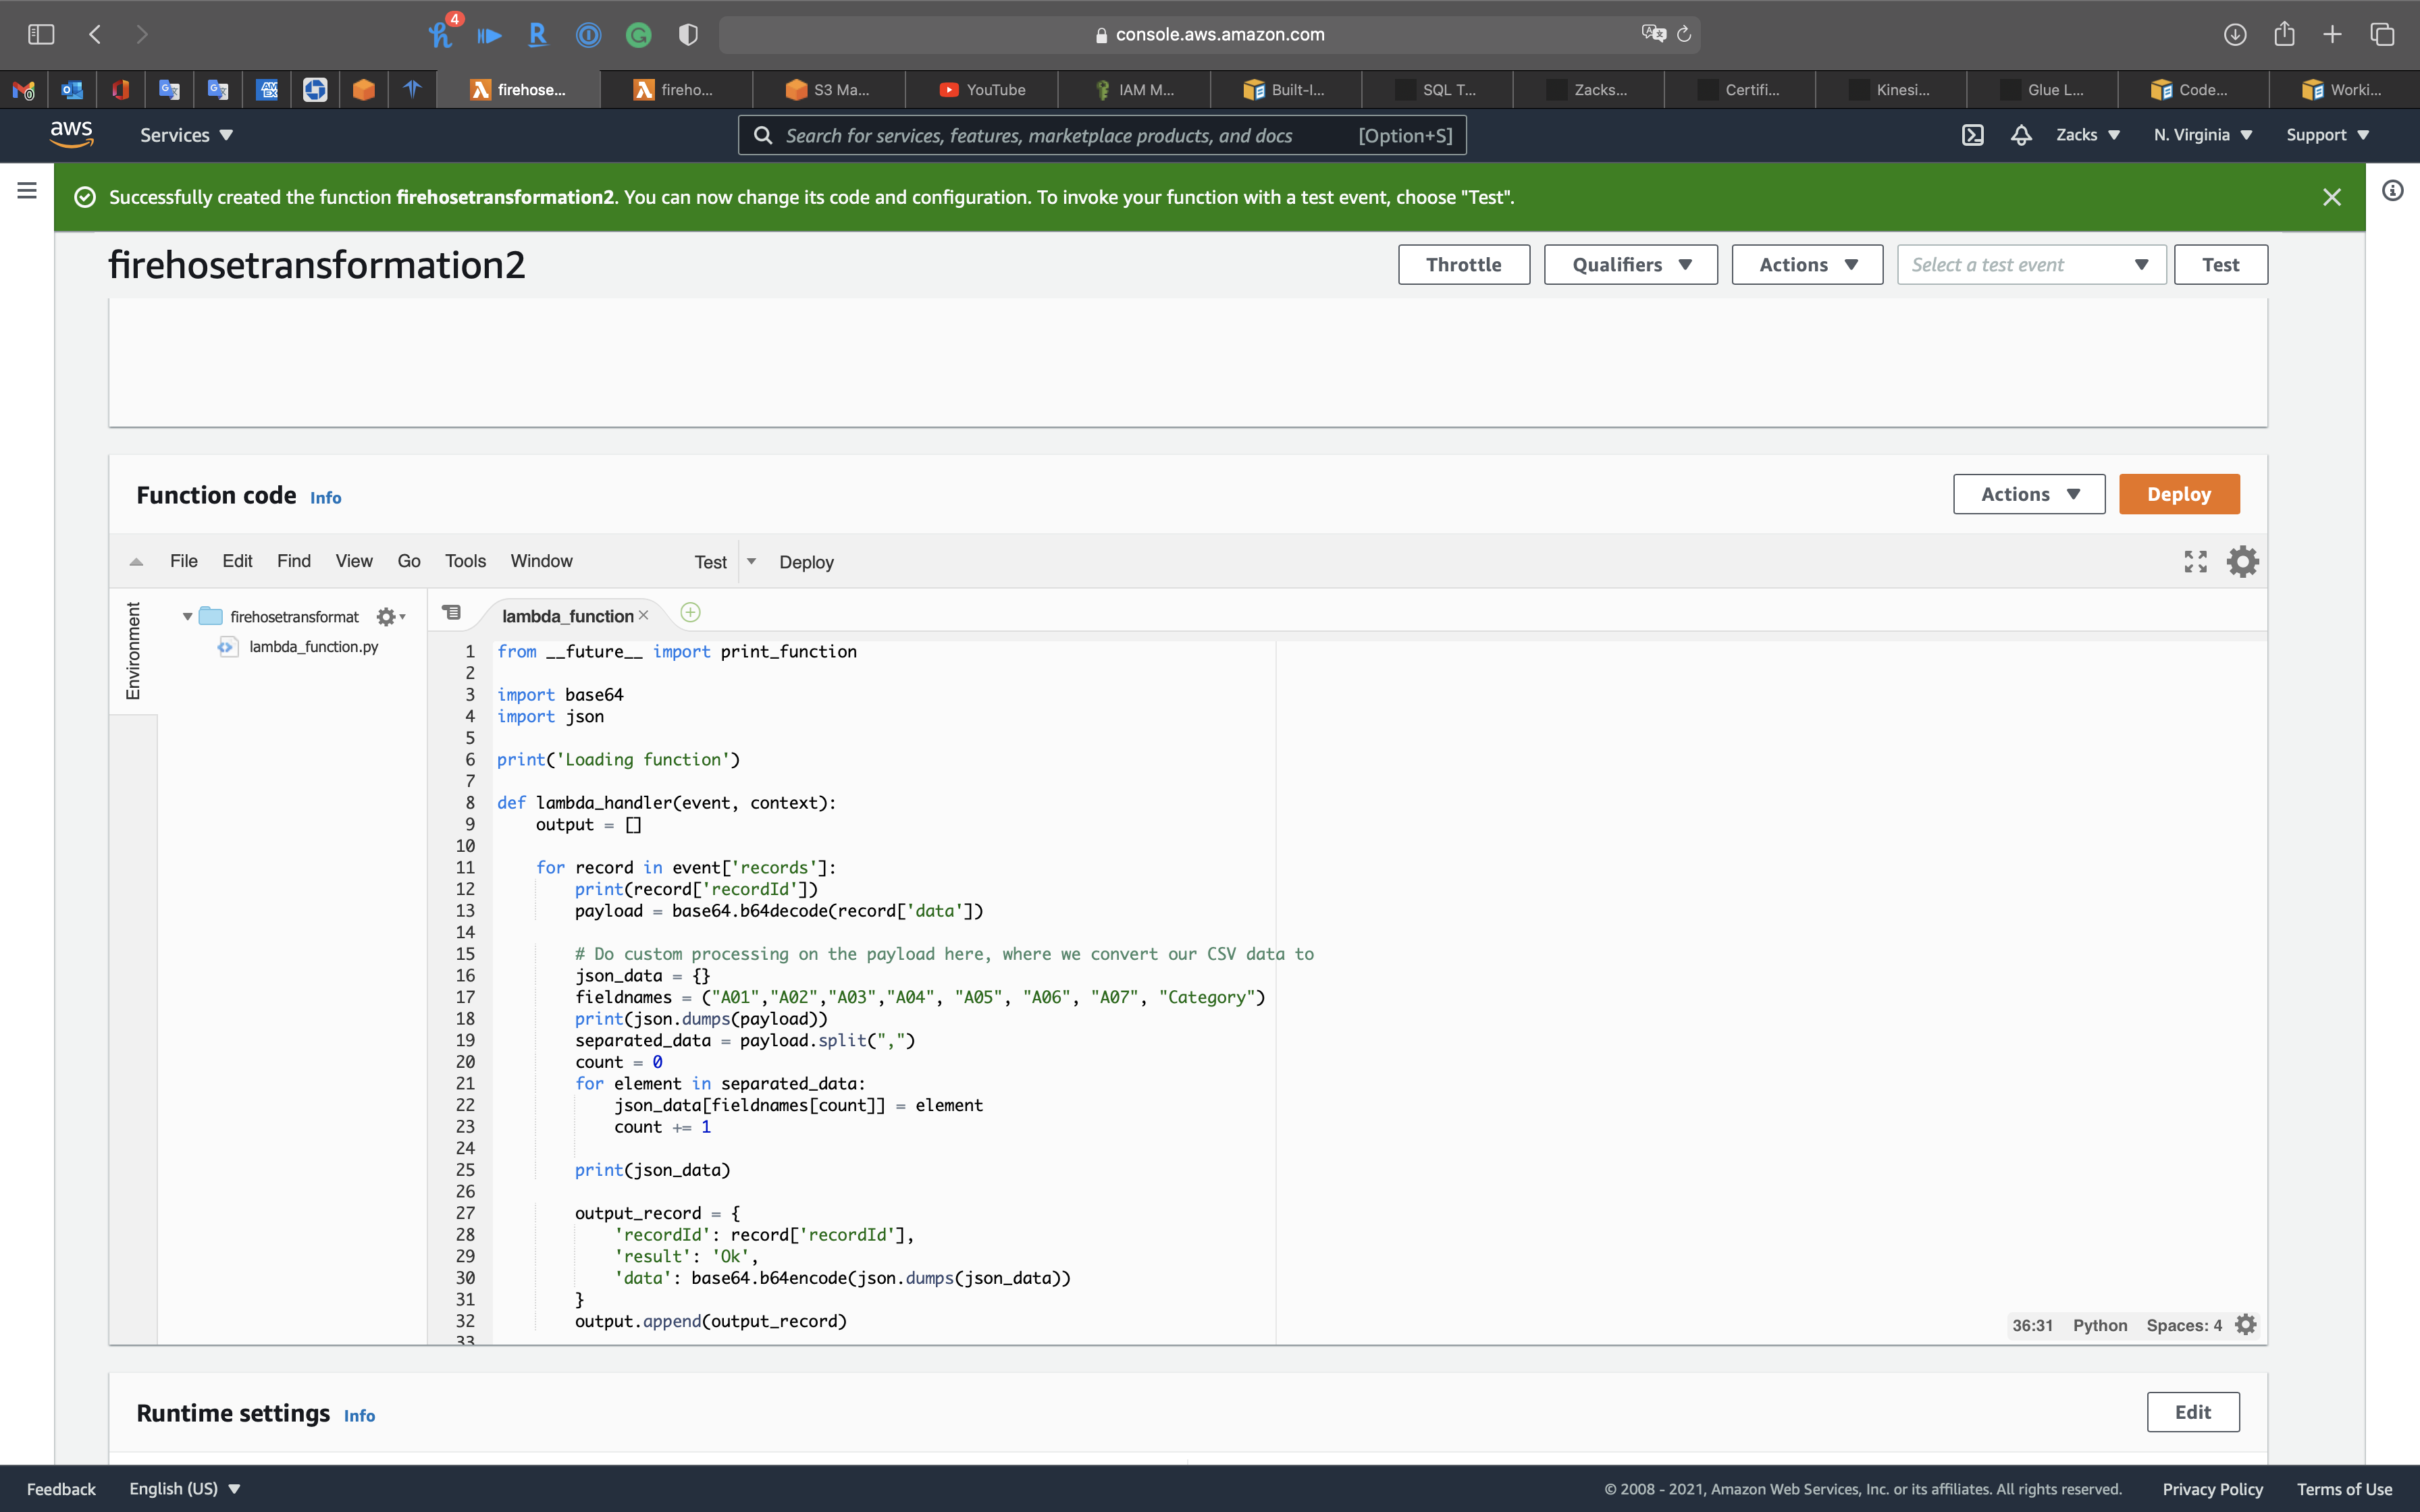 4
console.aws.amazon.com
firehose...
fireho...
S3 Ma...
YouTube
IAM M...
Built-I...
SQL T...
Zacks...
Certifi...
Kinesi...
Glue L...
Code...
Worki...
aws
Services
Search for services, features, marketplace products, and docs
[Option+S]
Zacks
N. Virginia
Support
Successfully created the function firehosetransformation2. You can now change its code and configuration. To invoke your function with a test event, choose "Test".
firehosetransformation2
Throttle
Qualifiers
Actions
Select a test event
Test
Function code Info
Actions
Deploy
File Edit Find View Go Tools Window
Test
Deploy
Environment
firehosetransformat
lambda_function.py
lambda_function
1 from __future__ import print_function
2
3 import base64
4 import json
5
6 print('Loading function')
7
8 def lambda_handler(event, context):
9     output = []
10
11     for record in event['records']:
12         print(record['recordId'])
13         payload = base64.b64decode(record['data'])
14
15         # Do custom processing on the payload here, where we convert our CSV data to
16         json_data = {}
17         fieldnames = ("A01","A02","A03","A04", "A05", "A06", "A07", "Category")
18         print(json.dumps(payload))
19         separated_data = payload.split(",")
20         count = 0
21         for element in separated_data:
22             json_data[fieldnames[count]] = element
23             count += 1
24
25         print(json_data)
26
27         output_record = {
28             'recordId': record['recordId'],
29             'result': 'Ok',
30             'data': base64.b64encode(json.dumps(json_data))
31         }
32         output.append(output_record)
33
36:31 Python Spaces: 4
Runtime settings Info
Edit
Feedback
English (US)
© 2008 - 2021, Amazon Web Services, Inc. or its affiliates. All rights reserved.
Privacy Policy
Terms of Use